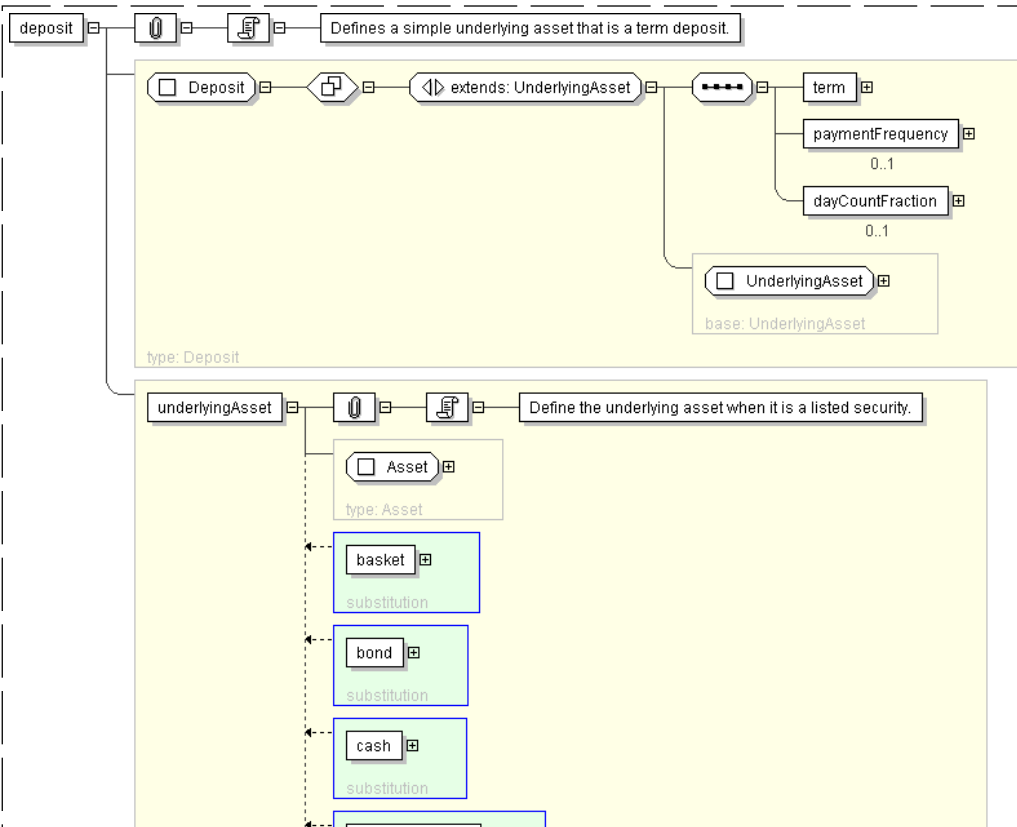 deposit
Defines a simple underlying asset that is a term deposit.
Deposit
extends: UnderlyingAsset
term
paymentFrequency
0..1
dayCountFraction
0..1
UnderlyingAsset
base: UnderlyingAsset
type: Deposit
underlyingAsset
Define the underlying asset when it is a listed security.
Asset
type: Asset
basket
substitution
bond
substitution
cash
substitution